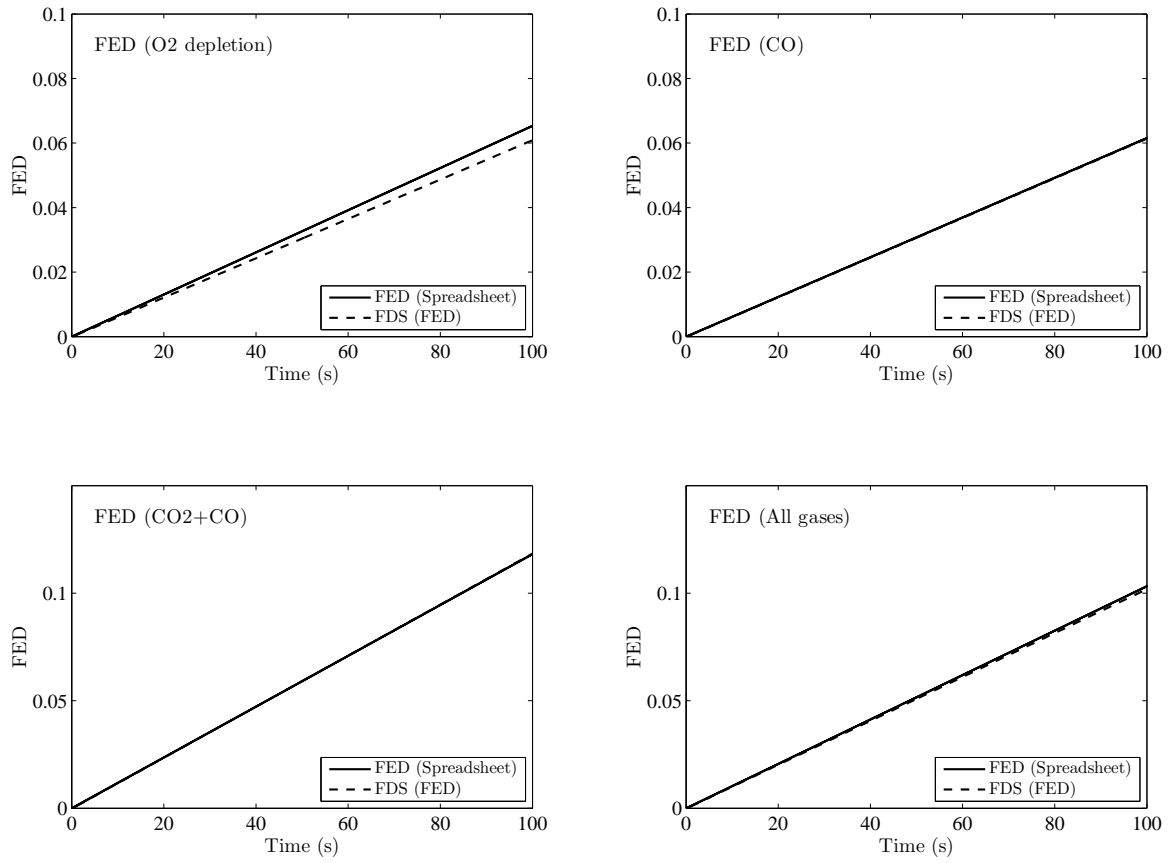 FED (O2 depletion)
FED
0.1
0.08
0.06
0.04
0.02
0
0 20 40 60 80 100
Time (s)
FED (Spreadsheet)
FDS (FED)
FED (CO)
FED
0.1
0.08
0.06
0.04
0.02
0
0 20 40 60 80 100
Time (s)
FED (Spreadsheet)
FDS (FED)
FED (CO2+CO)
FED
0.1
0.05
0
0 20 40 60 80 100
Time (s)
FED (Spreadsheet)
FDS (FED)
FED (All gases)
FED
0.1
0.05
0
0 20 40 60 80 100
Time (s)
FED (Spreadsheet)
FDS (FED)